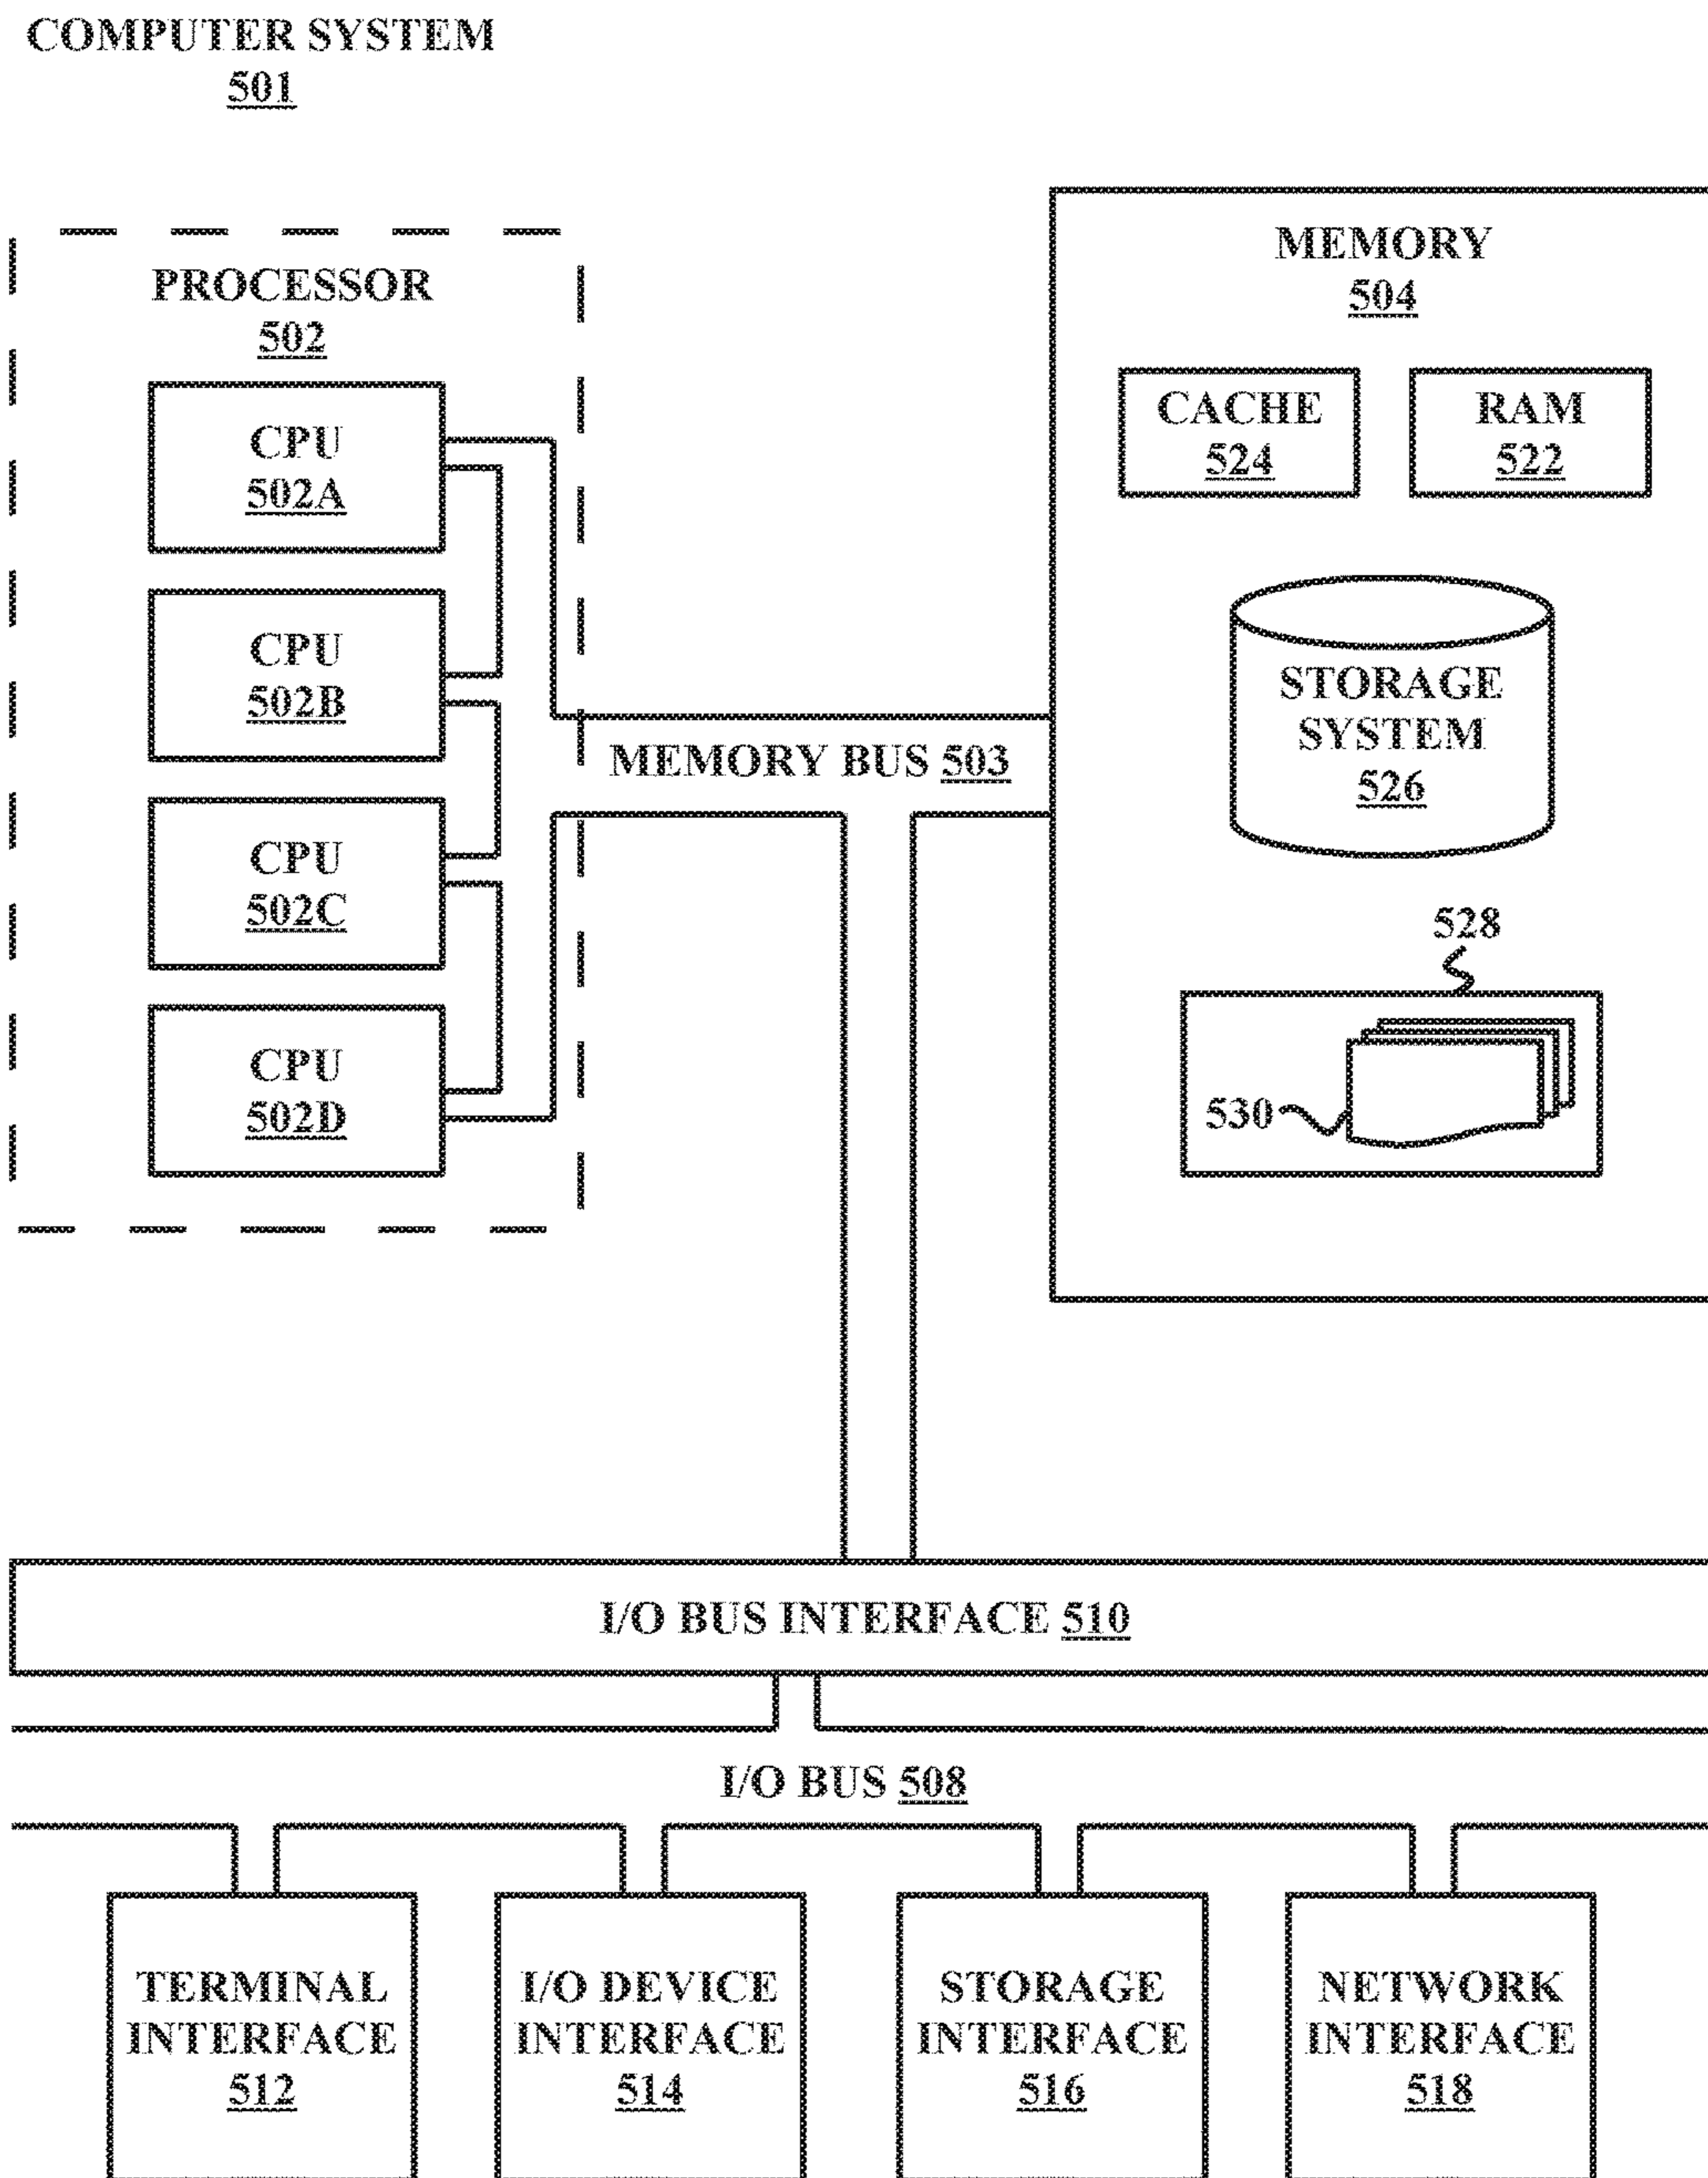 COMPUTER SYSTEM
501
PROCESSOR
502
CPU
502A
CPU
502B
CPU
502C
CPU
502D
MEMORY BUS 503
MEMORY
504
CACHE
524
RAM
522
STORAGE
SYSTEM
526
528
530
I/O BUS INTERFACE 510
I/O BUS 508
TERMINAL
INTERFACE
512
I/O DEVICE
INTERFACE
514
STORAGE
INTERFACE
516
NETWORK
INTERFACE
518